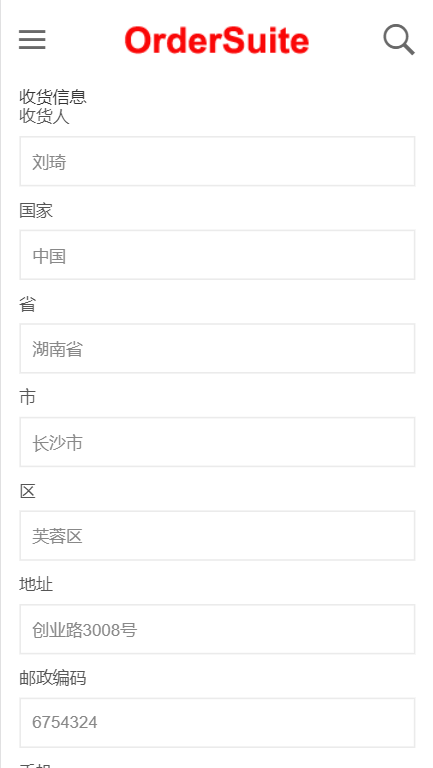 OrderSuite
收货信息
收货人
刘琦
国家
中国
省
湖南省
市
长沙市
区
芙蓉区
地址
创业路3008号
邮政编码
6754324
手机